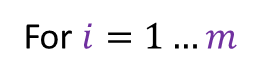 For i = 1 … m